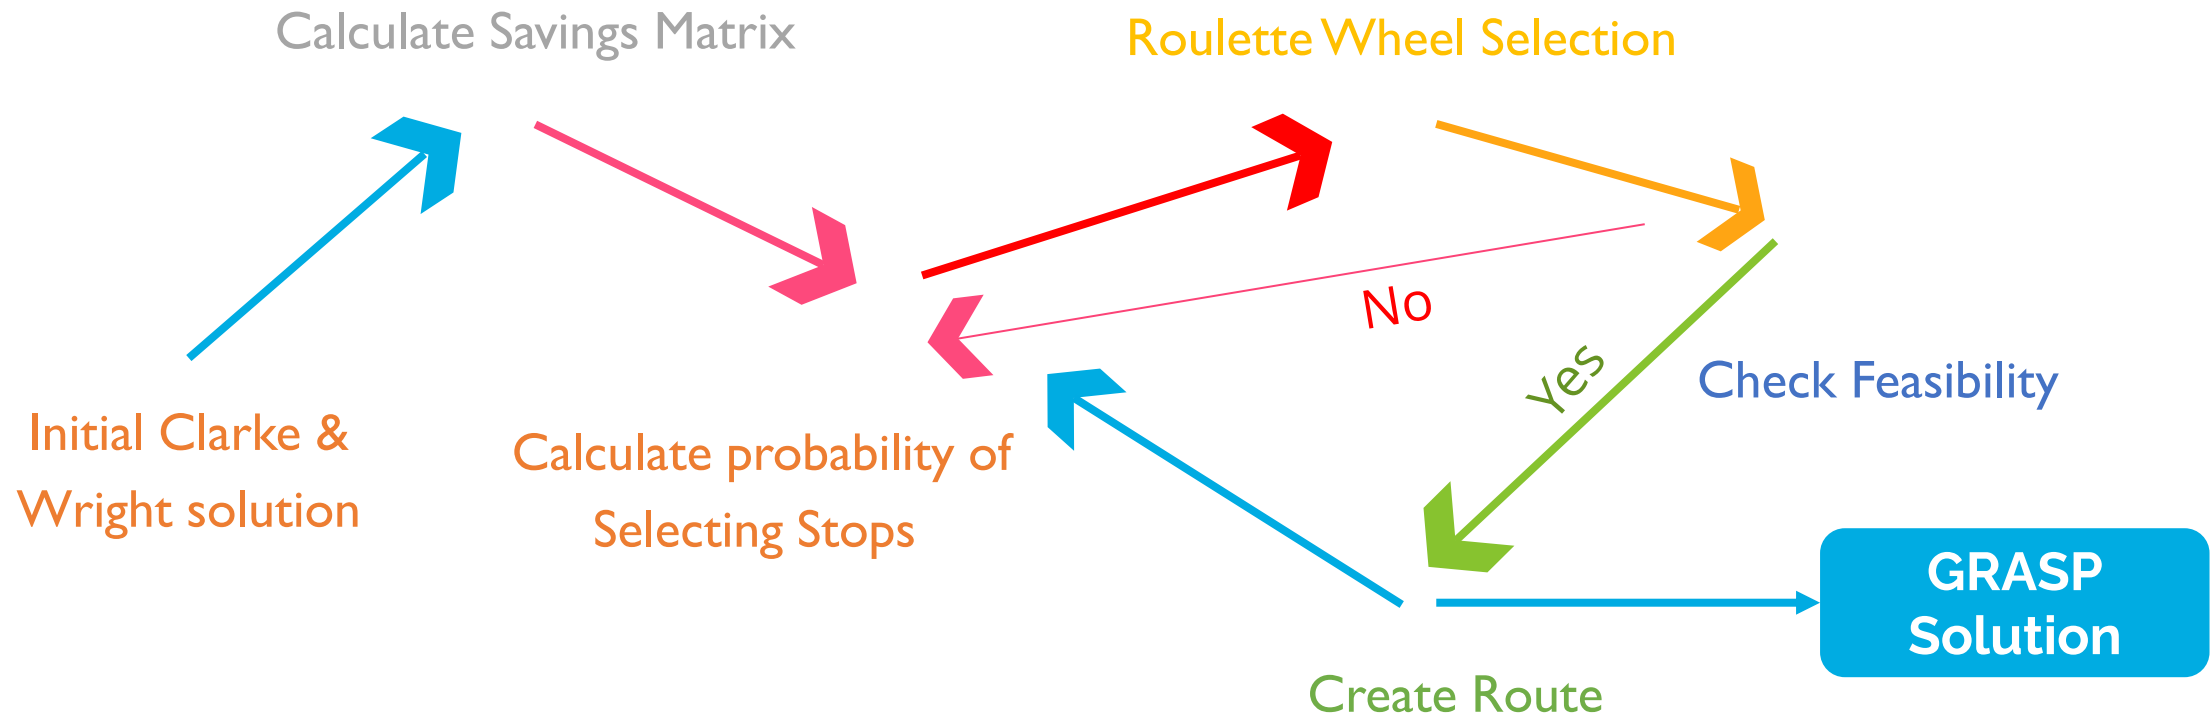 Calculate Savings Matrix
Roulette Wheel Selection
No
Yes
Check Feasibility
Initial Clarke &
Wright solution
Calculate probability of
Selecting Stops
GRASP
Solution
Create Route